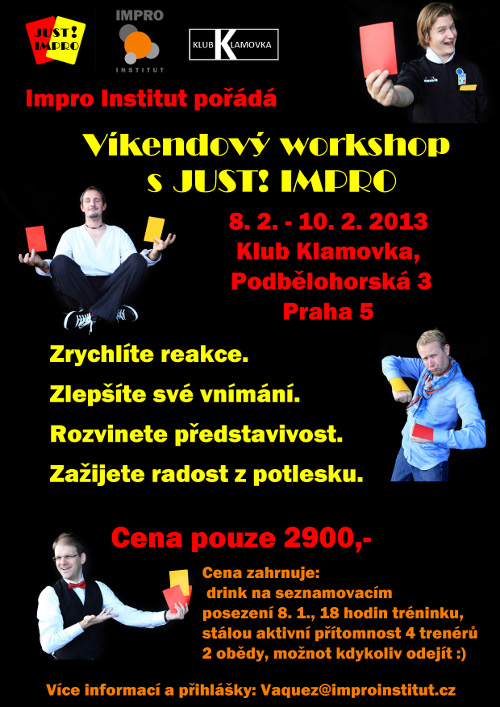 JUST!
IMPRO
IMPRO
INSTITUT
KLUB KLAMOVKA
Impro Institut pořádá
Víkendový workshop
s JUST! IMPRO
8. 2. - 10. 2. 2013
Klub Klamovka,
Podbělohorská 3
Praha 5
Zrychlíte reakce.
Zlepšíte své vnímání.
Rozvinete představivost.
Zažijete radost z potlesku.
Cena pouze 2900,-
Cena zahrnuje:
drink na seznamovacím
posezení 8. 1., 18 hodin tréninku,
stálou aktivní přítomnost 4 trenérů
2 obědy, možnot kdykoliv odejít :)
Více informací a přihlášky: Vaquez@improinstitut.cz